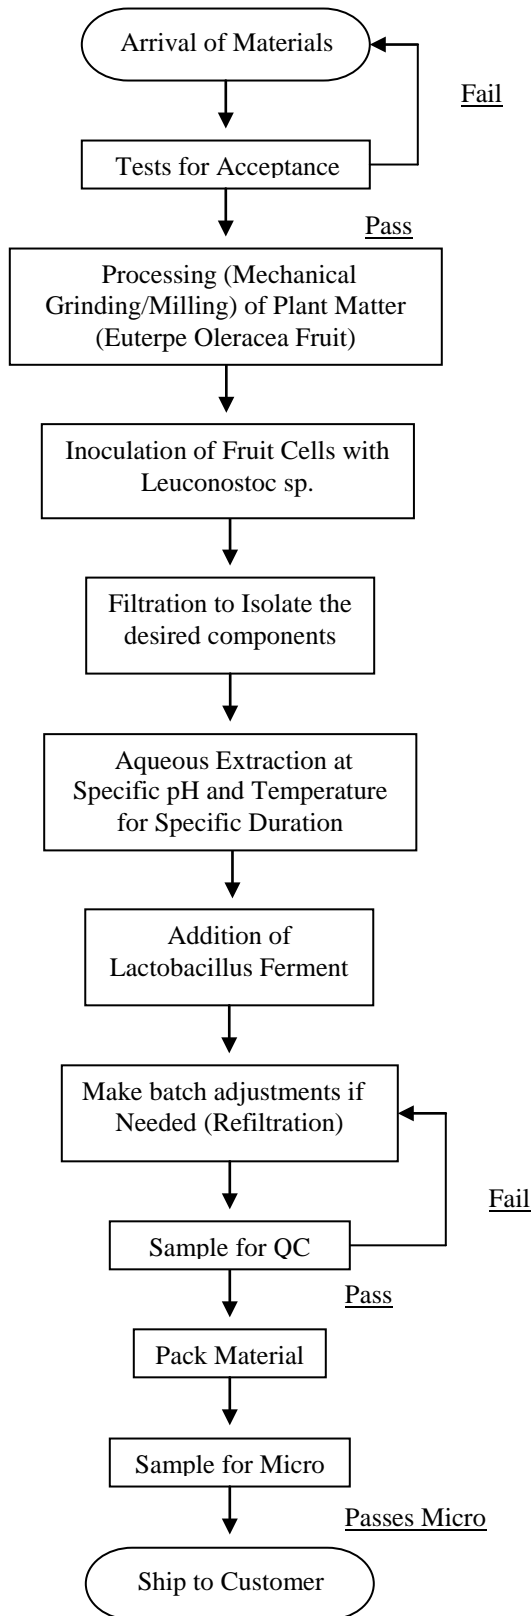 Arrival of Materials
Fail
Tests for Acceptance
Pass
Processing (Mechanical
Grinding/Milling) of Plant Matter
(Euterpe Oleracea Fruit)
Inoculation of Fruit Cells with
Leuconostoc sp.
Filtration to Isolate the
desired components
Aqueous Extraction at
Specific pH and Temperature
for Specific Duration
Addition of
Lactobacillus Ferment
Make batch adjustments if
Needed (Refiltration)
Fail
Sample for QC
Pass
Pack Material
Sample for Micro
Passes Micro
Ship to Customer